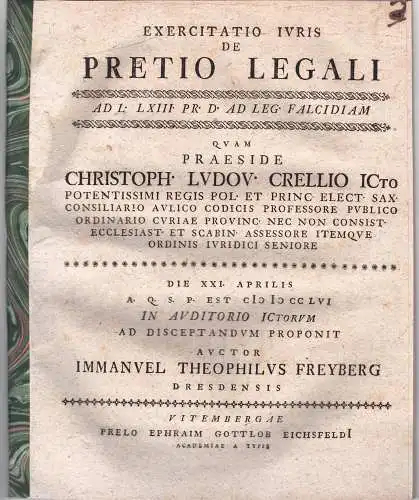 EXERCITATIO IVRIS
DE
PRETIO LEGALI
AD L· LXIII· PR· D· AD LEG· FALCIDIAM
QVAM
PRAESIDE
CHRISTOPH· LVDOV· CRELLIO ICTO
POTENTISSIMI REGIS POL· ET PRINC· ELECT· SAX·
CONSILIARIO AVLICO CODICIS PROFESSORE PVBLICO
ORDINARIO CVRIAE PROVINC· NEC NON CONSIST·
ECCLESIAST· ET SCABIN· ASSESSORE ITEMQVE
ORDINIS IVRIDICI SENIORE
DIE XXI· APRILIS
A· Q· S· P· EST CIƆ IƆ CC LVI
IN AVDITORIO ICTORVM
AD DISCEPTANDVM PROPONIT
AVCTOR
IMMANVEL THEOPHILVS FREYBERG
DRESDENSIS
VITEMBERGAE
PRELO EPHRAIM GOTTLOB EICHSFELDI
ACADEMIAE A TYPIS